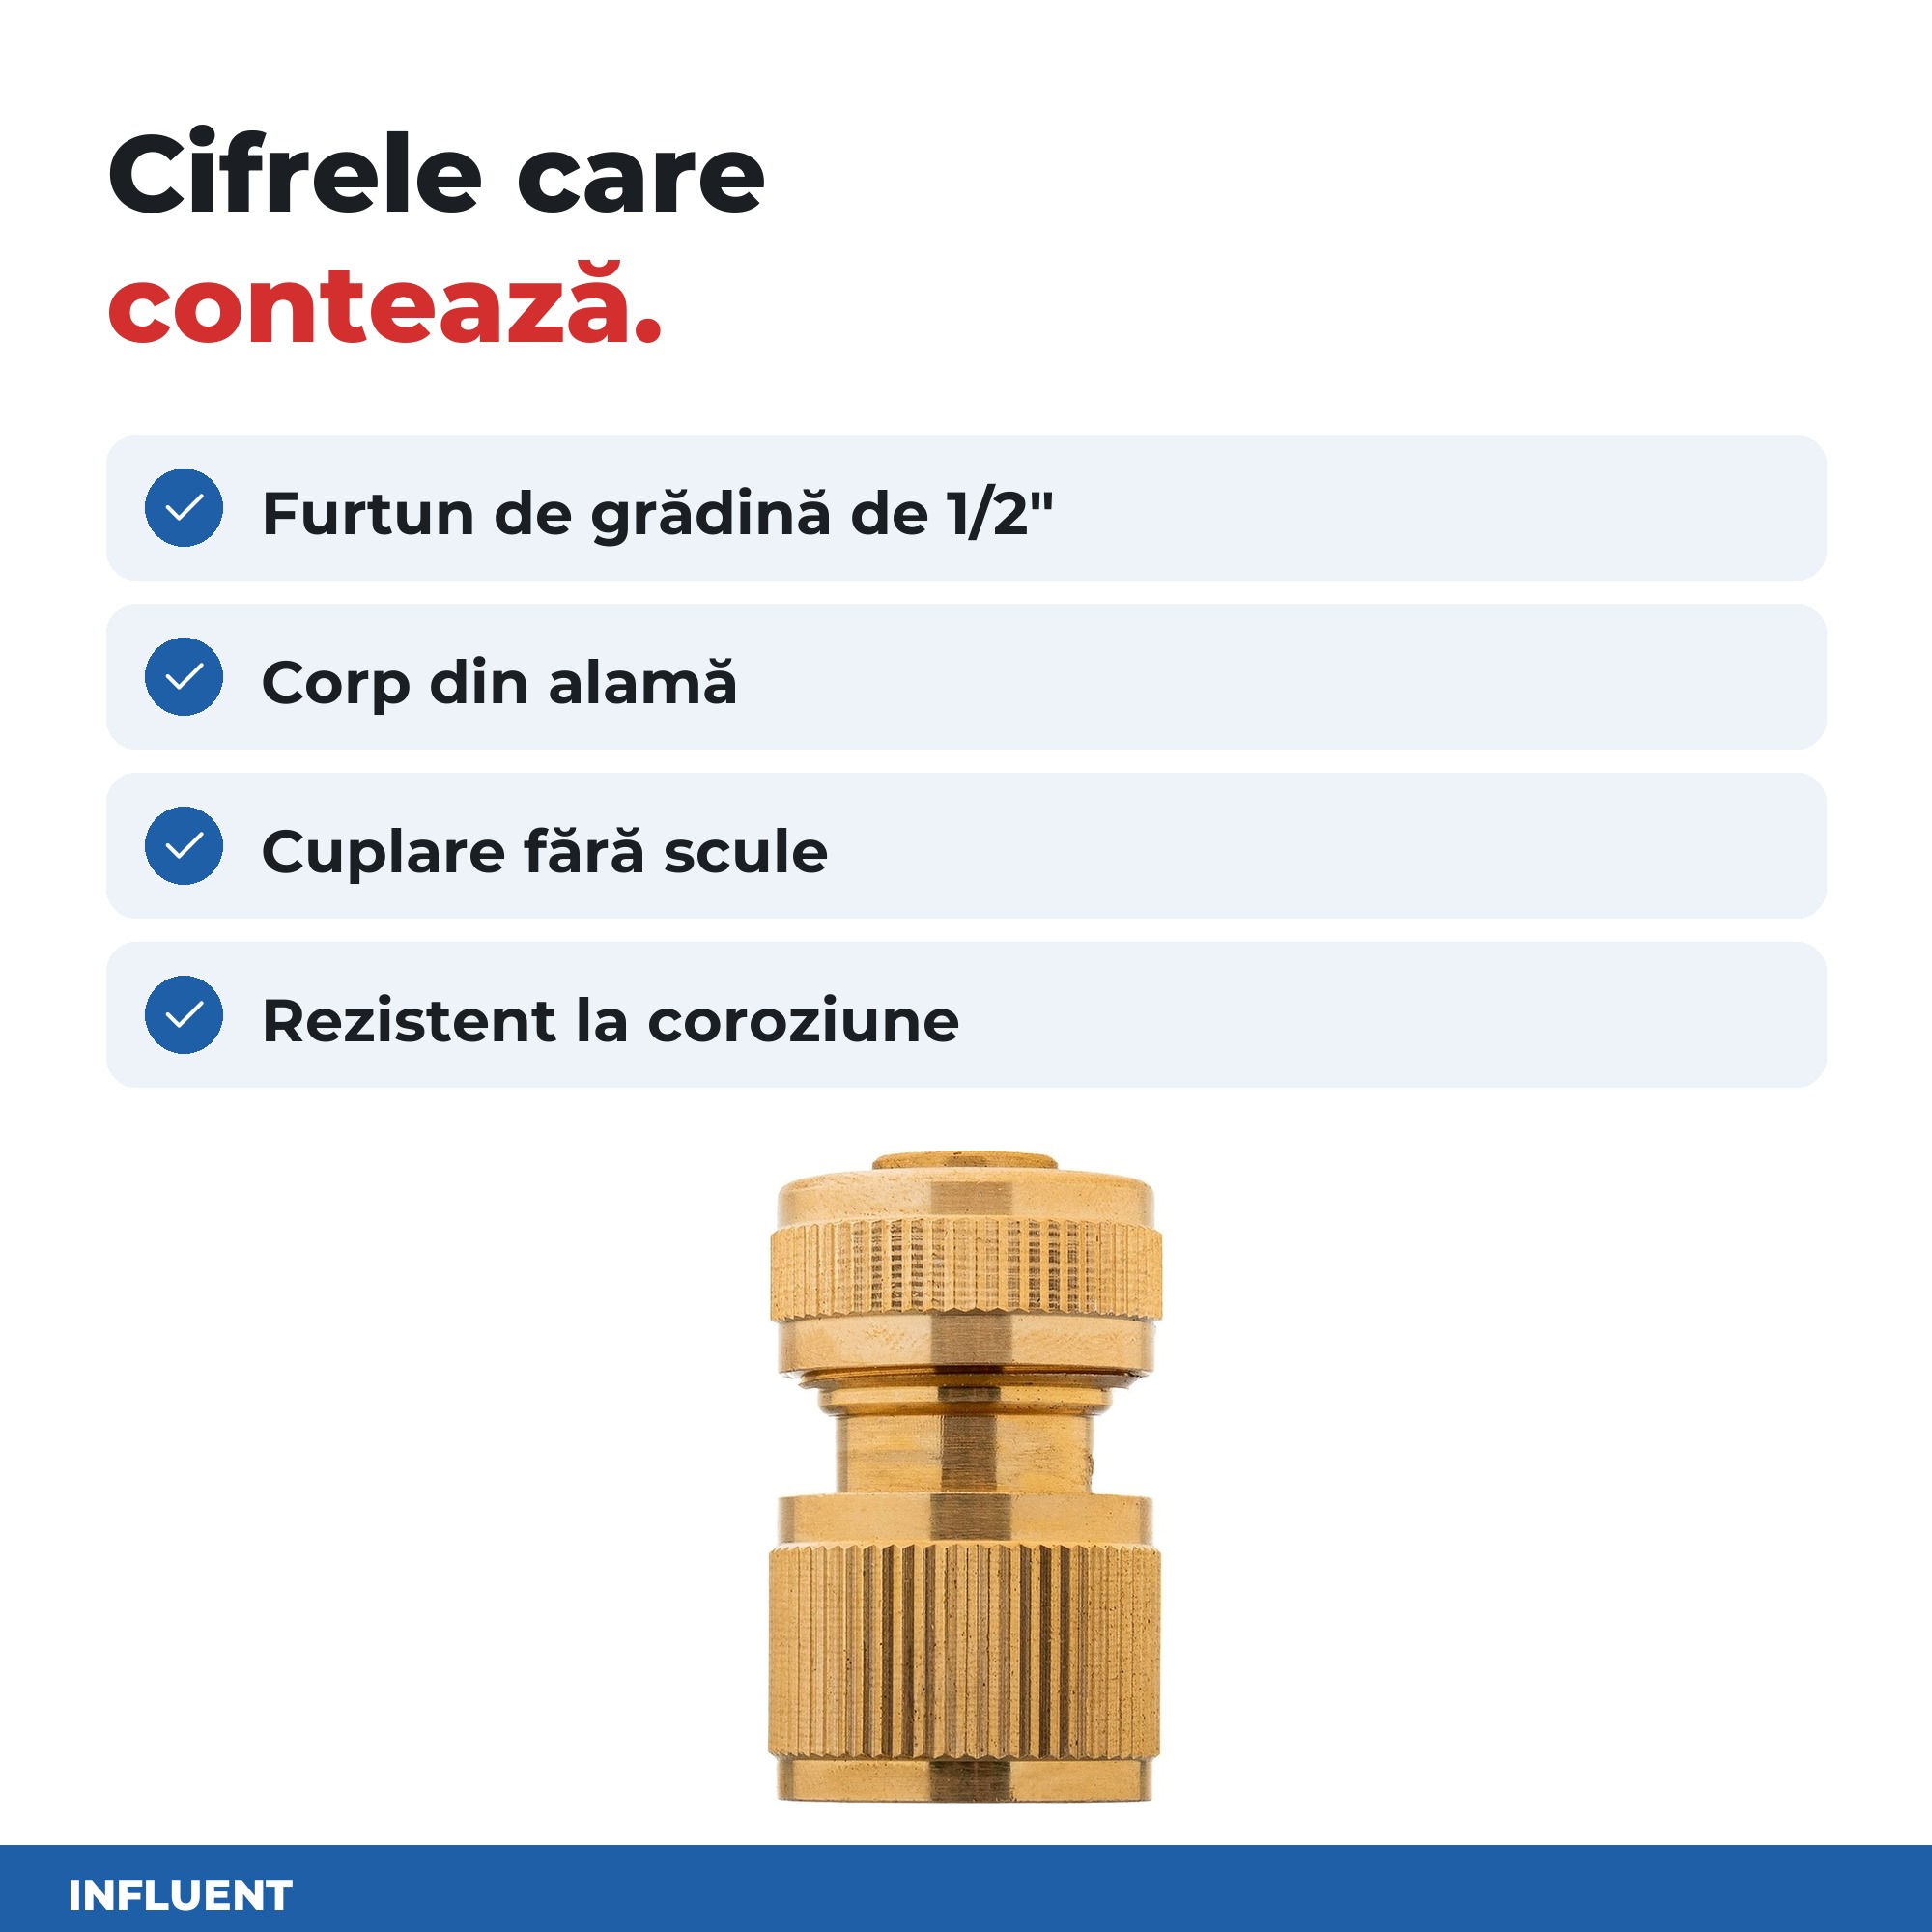 Cifrele care
contează.
Furtun de grădină de 1/2"
Corp din alamă
Cuplare fără scule
Rezistent la coroziune
INFLUENT